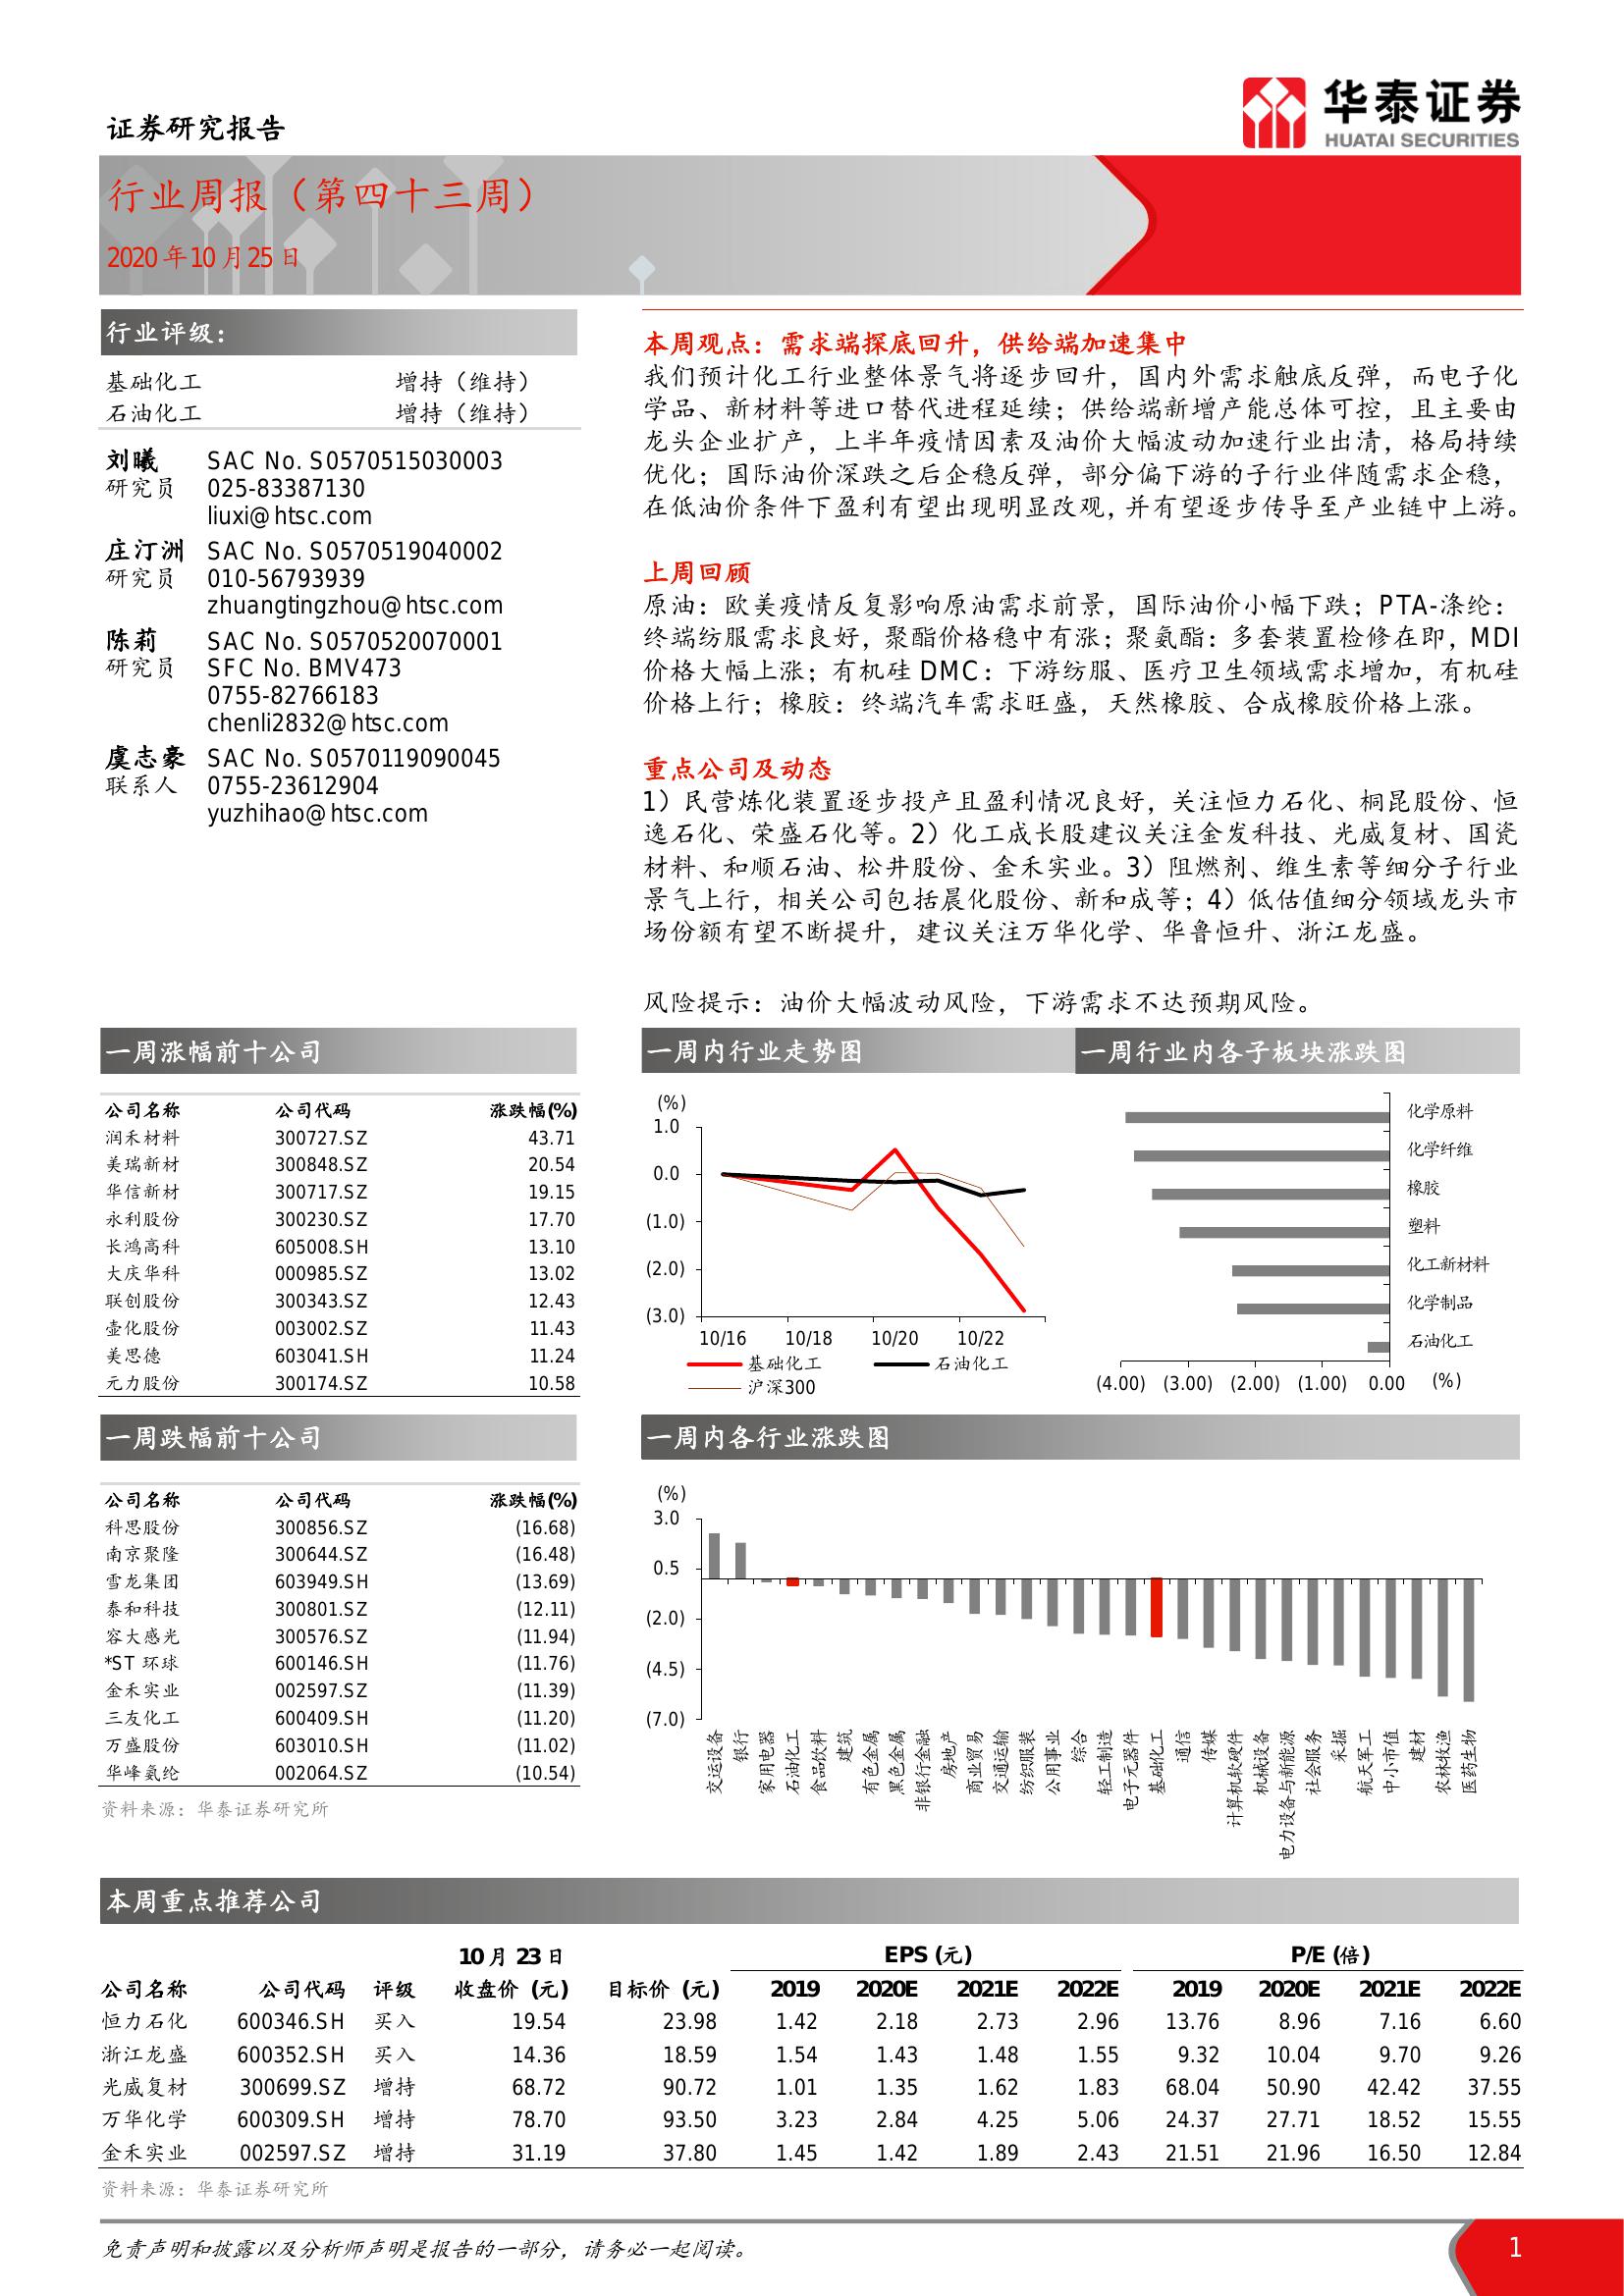 证券研究报告
华泰证券
HUATAI SECURITIES
行业周报（第四十三周）
2020年10月25日
行业评级：
基础化工 增持（维持）
石油化工 增持（维持）
刘曦 SAC No. S0570515030003
研究员 025-83387130
liuxi@htsc.com
庄汀洲 SAC No. S0570519040002
研究员 010-56793939
zhuangtingzhou@htsc.com
陈莉 SAC No. S0570520070001
研究员 SFC No. BMV473
0755-82766183
chenli2832@htsc.com
虞志豪 SAC No. S0570119090045
联系人 0755-23612904
yuzhihao@htsc.com
本周观点：需求端探底回升，供给端加速集中
我们预计化工行业整体景气将逐步回升，国内外需求触底反弹，而电子化
学品、新材料等进口替代进程延续；供给端新增产能总体可控，且主要由
龙头企业扩产，上半年疫情因素及油价大幅波动加速行业出清，格局持续
优化；国际油价深跌之后企稳反弹，部分偏下游的子行业伴随需求企稳，
在低油价条件下盈利有望出现明显改观，并有望逐步传导至产业链中上游。
上周回顾
原油：欧美疫情反复影响原油需求前景，国际油价小幅下跌；PTA-涤纶：
终端纺服需求良好，聚酯价格稳中有涨；聚氨酯：多套装置检修在即，MDI
价格大幅上涨；有机硅 DMC：下游纺服、医疗卫生领域需求增加，有机硅
价格上行；橡胶：终端汽车需求旺盛，天然橡胶、合成橡胶价格上涨。
重点公司及动态
1）民营炼化装置逐步投产且盈利情况良好，关注恒力石化、桐昆股份、恒
逸石化、荣盛石化等。2）化工成长股建议关注金发科技、光威复材、国瓷
材料、和顺石油、松井股份、金禾实业。3）阻燃剂、维生素等细分子行业
景气上行，相关公司包括晨化股份、新和成等；4）低估值细分领域龙头市
场份额有望不断提升，建议关注万华化学、华鲁恒升、浙江龙盛。
风险提示：油价大幅波动风险，下游需求不达预期风险。
一周涨幅前十公司
公司名称 公司代码 涨跌幅(%)
润禾材料 300727.SZ 43.71
美瑞新材 300848.SZ 20.54
华信新材 300717.SZ 19.15
永利股份 300230.SZ 17.70
长鸿高科 605008.SH 13.10
大庆华科 000985.SZ 13.02
联创股份 300343.SZ 12.43
壶化股份 003002.SZ 11.43
美思德 603041.SH 11.24
元力股份 300174.SZ 10.58
一周内行业走势图
(%)
1.0
0.0
(1.0)
(2.0)
(3.0)
10/16 10/18 10/20 10/22
基础化工 石油化工
沪深300
一周行业内各子板块涨跌图
化学原料
化学纤维
橡胶
塑料
化工新材料
化学制品
石油化工
(4.00) (3.00) (2.00) (1.00) 0.00 (%)
一周跌幅前十公司
公司名称 公司代码 涨跌幅(%)
科思股份 300856.SZ (16.68)
南京聚隆 300644.SZ (16.48)
雪龙集团 603949.SH (13.69)
泰和科技 300801.SZ (12.11)
容大感光 300576.SZ (11.94)
*ST 环球 600146.SH (11.76)
金禾实业 002597.SZ (11.39)
三友化工 600409.SH (11.20)
万盛股份 603010.SH (11.02)
华峰氨纶 002064.SZ (10.54)
资料来源：华泰证券研究所
一周内各行业涨跌图
(%)
3.0
0.5
(2.0)
(4.5)
(7.0)
交运设备
银行
家用电器
石油化工
食品饮料
建筑
有色金属
黑色金属
非银行金融
房地产
商业贸易
交通运输
纺织服装
公用事业
综合
轻工制造
电子元器件
基础化工
通信
传媒
计算机软硬件
机械设备
电力设备与新能源
社会服务
采掘
航天军工
中小市值
建材
农林牧渔
医药生物
本周重点推荐公司
10月23日 EPS (元) P/E (倍)
公司名称 公司代码 评级 收盘价 (元) 目标价 (元) 2019 2020E 2021E 2022E 2019 2020E 2021E 2022E
恒力石化 600346.SH 买入 19.54 23.98 1.42 2.18 2.73 2.96 13.76 8.96 7.16 6.60
浙江龙盛 600352.SH 买入 14.36 18.59 1.54 1.43 1.48 1.55 9.32 10.04 9.70 9.26
光威复材 300699.SZ 增持 68.72 90.72 1.01 1.35 1.62 1.83 68.04 50.90 42.42 37.55
万华化学 600309.SH 增持 78.70 93.50 3.23 2.84 4.25 5.06 24.37 27.71 18.52 15.55
金禾实业 002597.SZ 增持 31.19 37.80 1.45 1.42 1.89 2.43 21.51 21.96 16.50 12.84
资料来源：华泰证券研究所
免责声明和披露以及分析师声明是报告的一部分，请务必一起阅读。
1